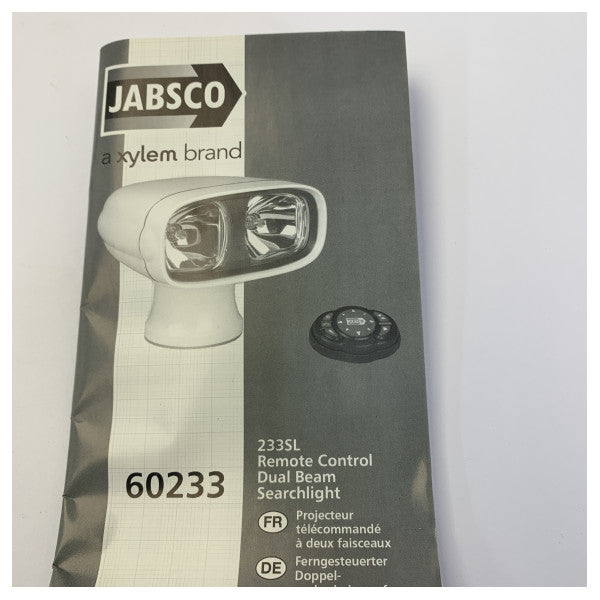 JABSCO
a xylem brand
60233
233SL
Remote Control
Dual Beam
Searchlight
FR
Projecteur
télécommandé
à deux faisceaux
DE
Ferngesteuerter
Doppel-